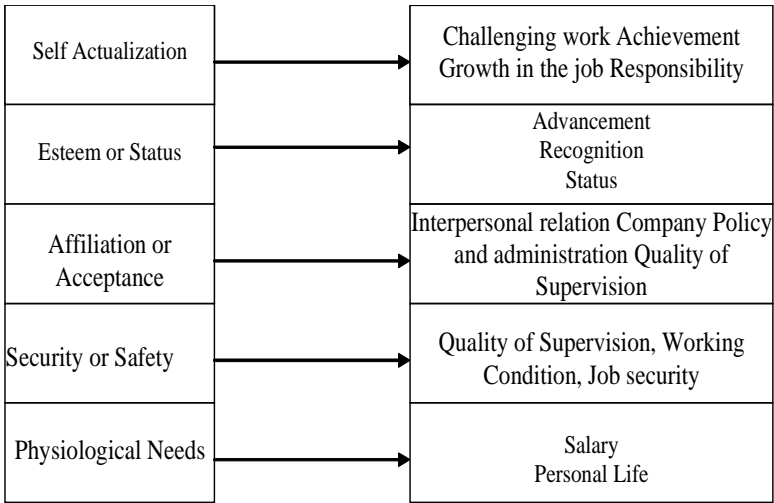 Self Actualization
Challenging work Achievement
Growth in the job Responsibility
Esteem or Status
Advancement
Recognition
Status
Affiliation or
Acceptance
Interpersonal relation Company Policy
and administration Quality of
Supervision
Security or Safety
Quality of Supervision, Working
Condition, Job security
Physiological Needs
Salary
Personal Life